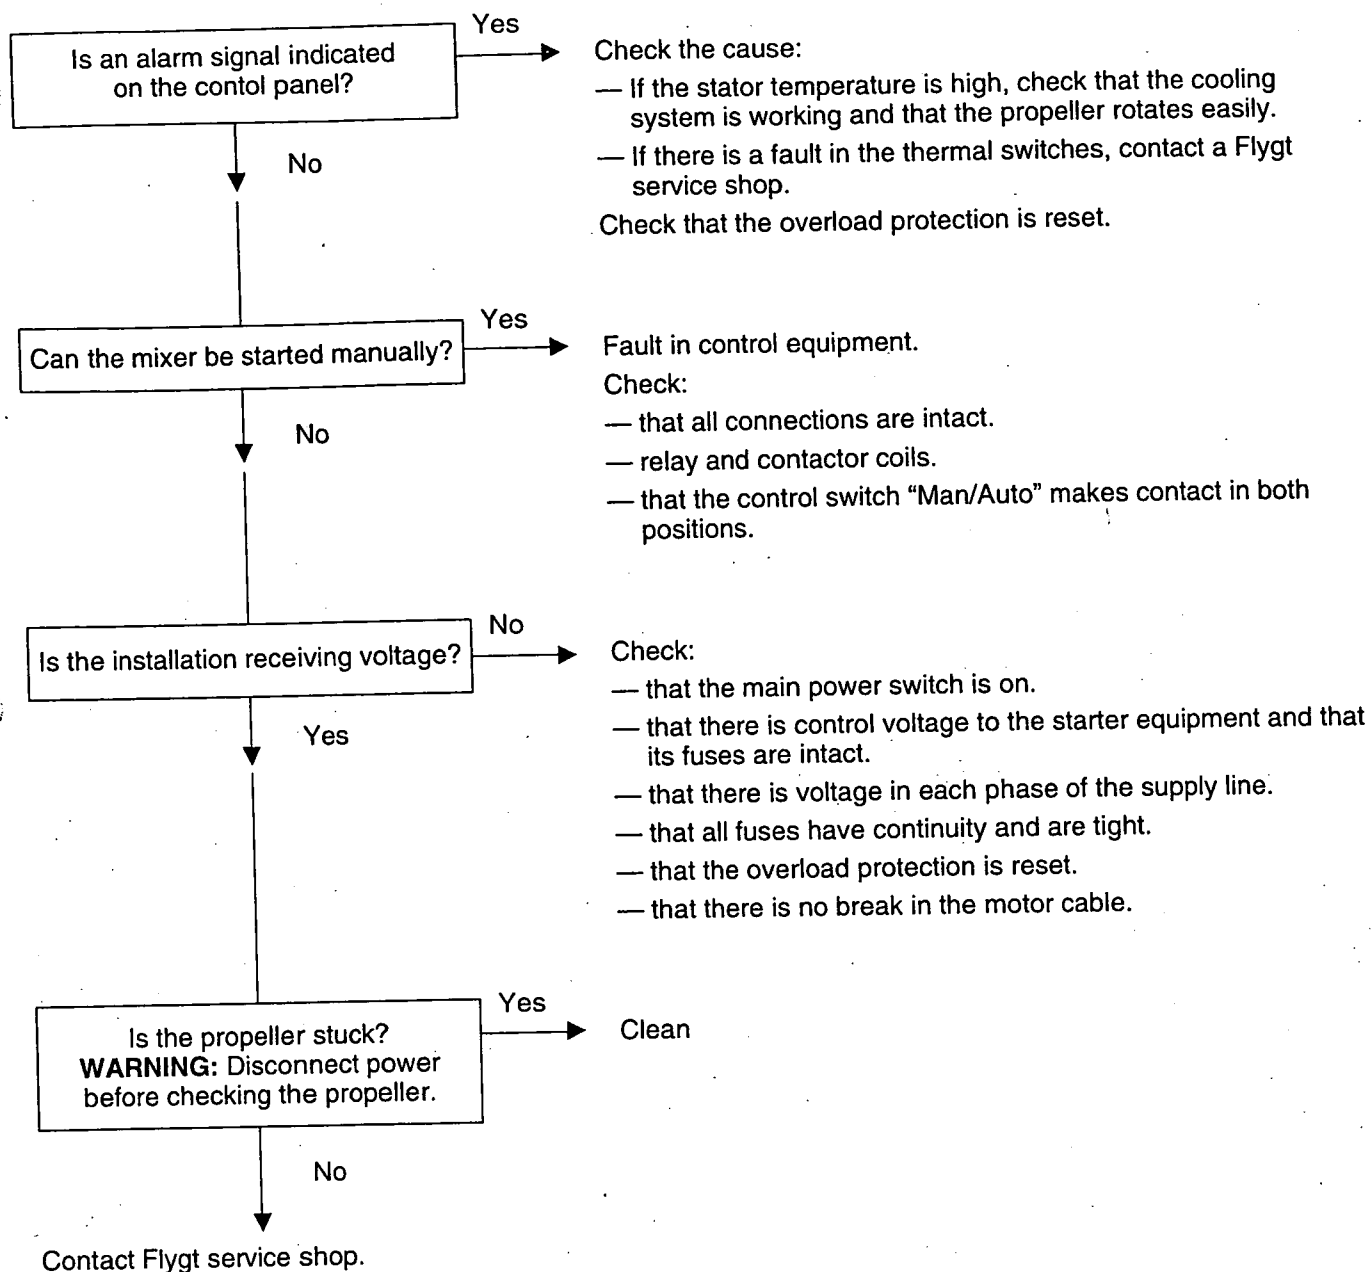 Is an alarm signal indicated
on the contol panel?
Yes
Check the cause:
— If the stator temperature is high, check that the cooling
system is working and that the propeller rotates easily.
— If there is a fault in the thermal switches, contact a Flygt
service shop.
Check that the overload protection is reset.
No
Can the mixer be started manually?
Yes
Fault in control equipment.
Check:
— that all connections are intact.
— relay and contactor coils.
— that the control switch “Man/Auto” makes contact in both
positions.
No
Is the installation receiving voltage?
No
Check:
— that the main power switch is on.
— that there is control voltage to the starter equipment and that
its fuses are intact.
— that there is voltage in each phase of the supply line.
— that all fuses have continuity and are tight.
— that the overload protection is reset.
— that there is no break in the motor cable.
Yes
Is the propeller stuck?
WARNING: Disconnect power
before checking the propeller.
Yes
Clean
No
Contact Flygt service shop.